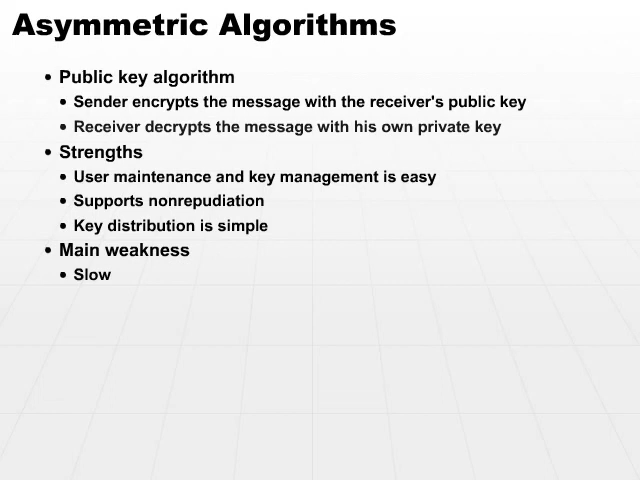 Asymmetric Algorithms
• Public key algorithm
• Sender encrypts the message with the receiver's public key
• Receiver decrypts the message with his own private key
• Strengths
• User maintenance and key management is easy
• Supports nonrepudiation
• Key distribution is simple
• Main weakness
• Slow